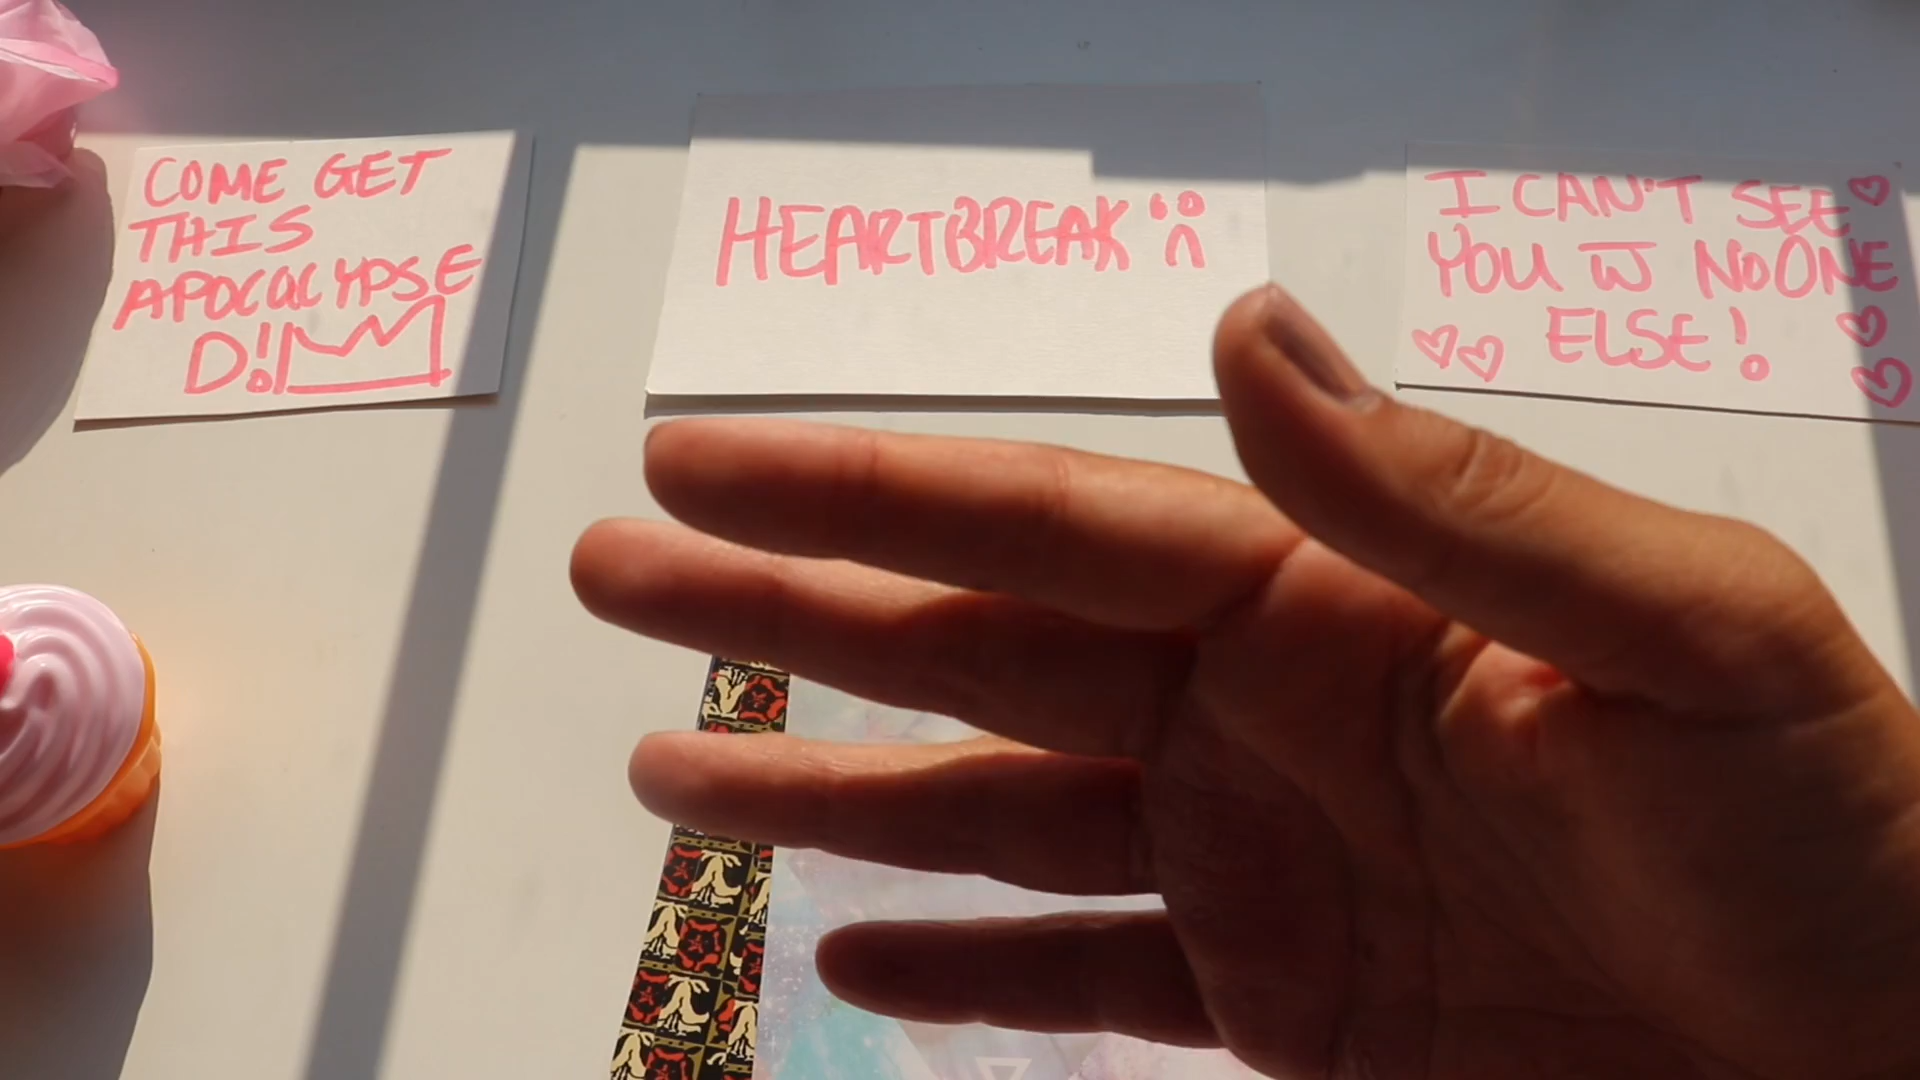 COME GET
THIS
APOCALYPSE
D!
HEARTBREAK
I CAN'T SEE
YOU W NO ONE
ELSE!